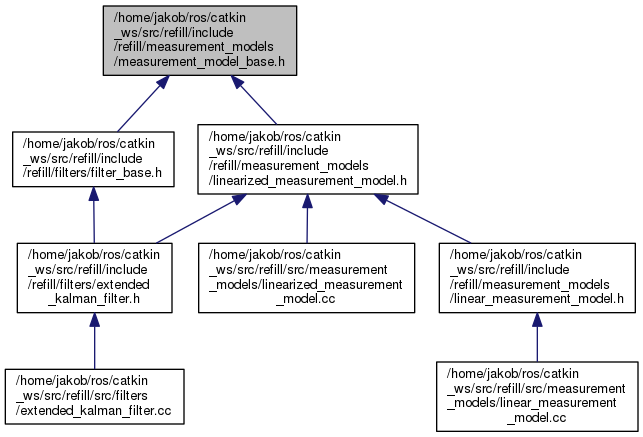 /home/jakob/ros/catkin
_ws/src/refill/include
/refill/measurement_models
/measurement_model_base.h
/home/jakob/ros/catkin
_ws/src/refill/include
/refill/filters/filter_base.h
/home/jakob/ros/catkin
_ws/src/refill/include
/refill/measurement_models
/linearized_measurement_model.h
/home/jakob/ros/catkin
_ws/src/refill/include
/refill/filters/extended
_kalman_filter.h
/home/jakob/ros/catkin
_ws/src/refill/src/measurement
_models/linearized_measurement
_model.cc
/home/jakob/ros/catkin
_ws/src/refill/include
/refill/measurement_models
/linear_measurement_model.h
/home/jakob/ros/catkin
_ws/src/refill/src/filters
/extended_kalman_filter.cc
/home/jakob/ros/catkin
_ws/src/refill/src/measurement
_models/linear_measurement
_model.cc